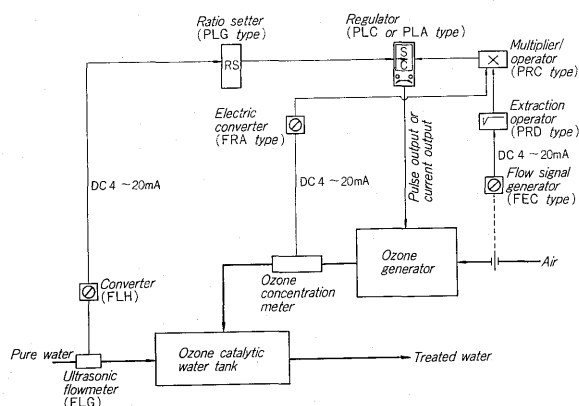 Ratio setter
(PLG type)
RS
Regulator
(PLC or PLA type)
S
C
Multiplier/
operator
(PRC type)
×
Extraction
operator
(PRD type)
√
Electric
converter
(FRA type)
DC 4 ~ 20mA
Flow signal
generator
(FEC type)
Pulse output or
current output
DC 4 ~ 20mA
DC 4 ~ 20mA
Ozone
generator
Air
Ozone
concentration
meter
Converter
(FLH)
Pure water
Ozone catalytic
water tank
Treated water
Ultrasonic
flowmeter
(FLG)